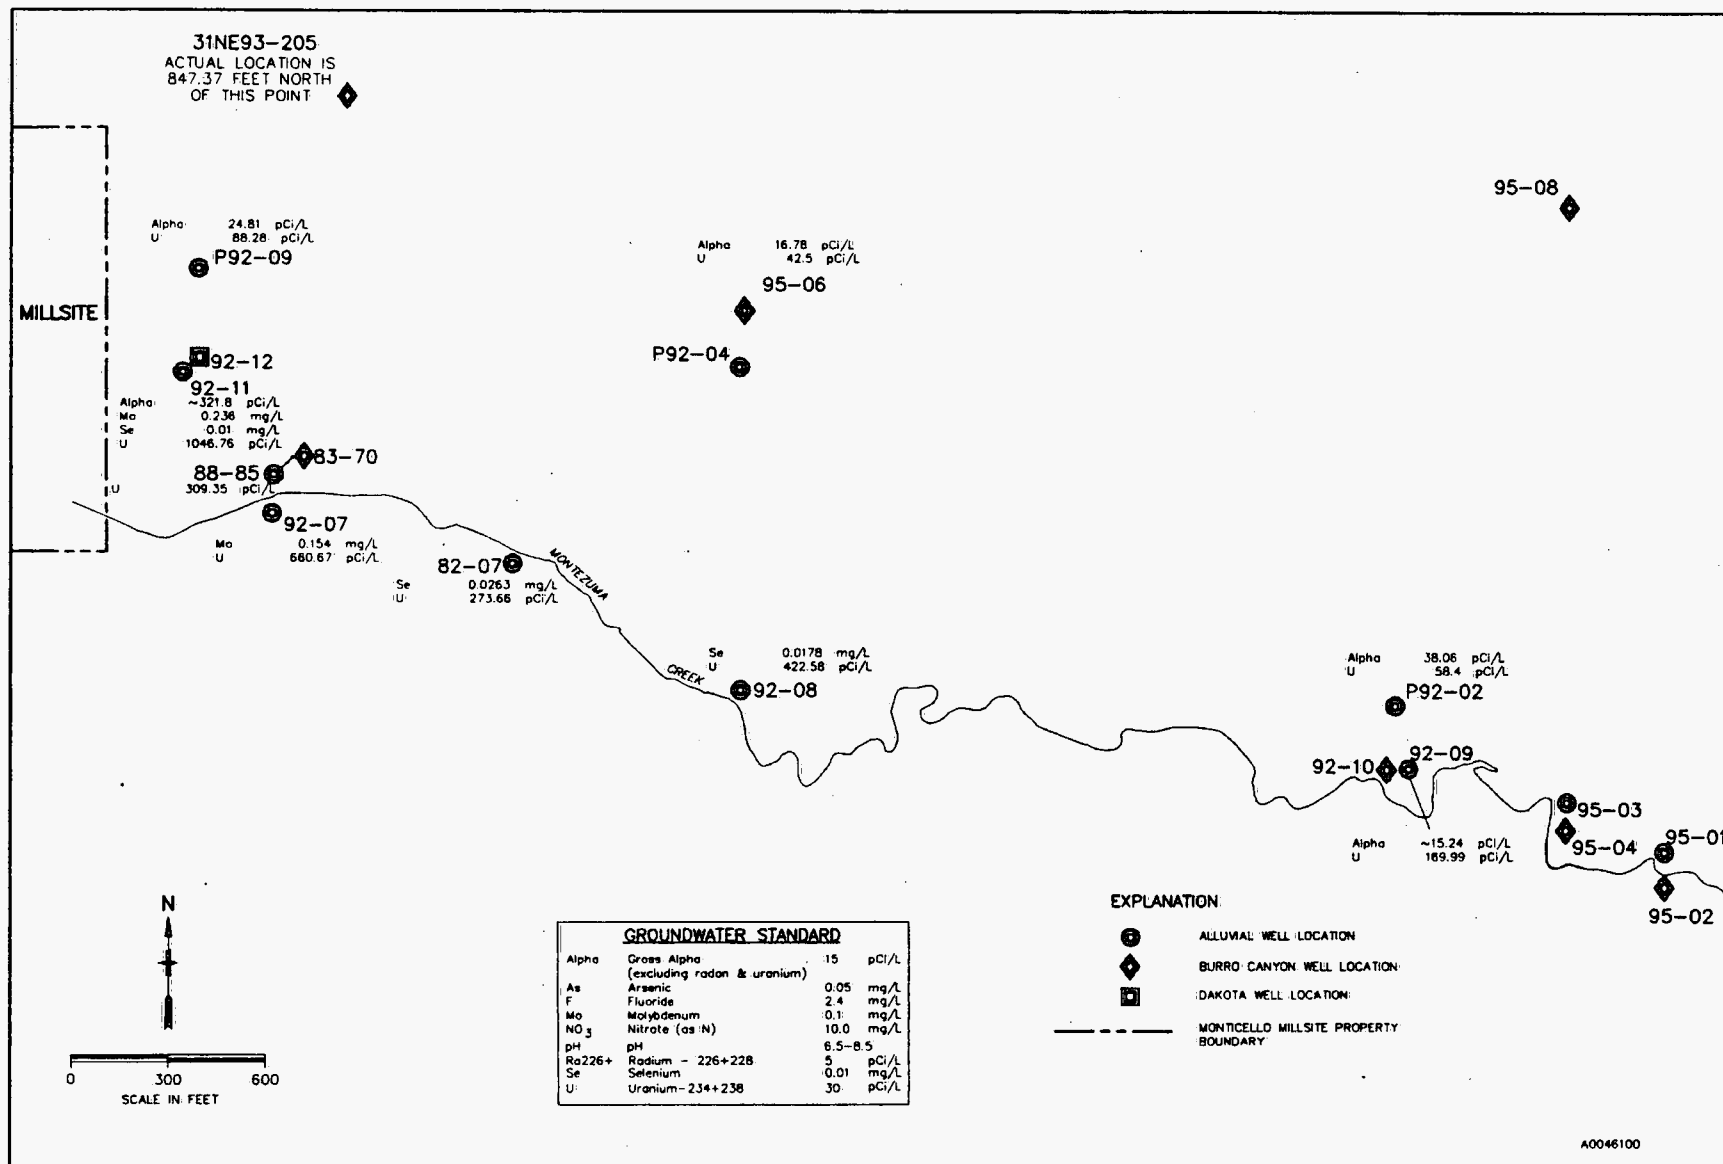 31NE93-205
ACTUAL LOCATION IS
847.37 FEET NORTH
OF THIS POINT
95-08
Alpha 24.81 pCi/L
U 88.28 pCi/L
P92-09
Alpha 16.78 pCi/L
U 42.5 pCi/L
95-06
MILLSITE
P92-04
92-12
92-11
Alpha ~321.8 pCi/L
Mo 0.236 mg/L
Se 0.01 mg/L
U 1046.76 pCi/L
83-70
88-85
U 309.35 pCi/L
92-07
Mo 0.154 mg/L
U 660.67 pCi/L
82-07
Se 0.0263 mg/L
U 273.66 pCi/L
MONTEZUMA
CREEK
Se 0.0178 mg/L
U 422.58 pCi/L
92-08
Alpha 38.06 pCi/L
U 58.4 pCi/L
P92-02
92-10
92-09
Alpha ~15.24 pCi/L
U 169.99 pCi/L
95-03
95-04
95-01
95-02
N
0 300 600
SCALE IN FEET
GROUNDWATER STANDARD
Alpha Gross Alpha 15 pCi/L
(excluding radon & uranium)
As Arsenic 0.05 mg/L
F Fluoride 2.4 mg/L
Mo Molybdenum 0.1 mg/L
NO3 Nitrate (as N) 10.0 mg/L
pH pH 6.5-8.5
Ra226+ Radium - 226+228 5 pCi/L
Se Selenium 0.01 mg/L
U Uranium-234+238 30 pCi/L
EXPLANATION
ALLUVIAL WELL LOCATION
BURRO CANYON WELL LOCATION
DAKOTA WELL LOCATION
MONTICELLO MILLSITE PROPERTY
BOUNDARY
A0046100